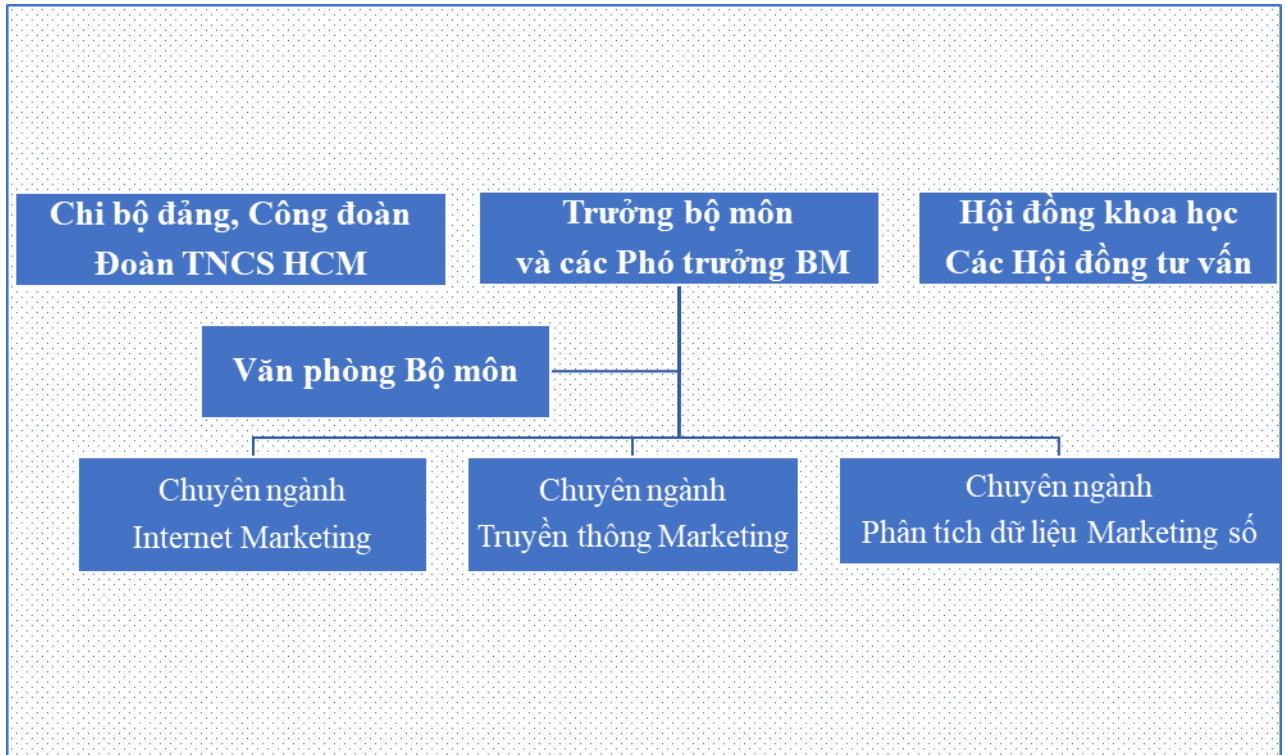 Chi bộ đảng, Công đoàn
Đoàn TNCS HCM
Trưởng bộ môn
và các Phó trưởng BM
Hội đồng khoa học
Các Hội đồng tư vấn
Văn phòng Bộ môn
Chuyên ngành
Internet Marketing
Chuyên ngành
Truyền thông Marketing
Chuyên ngành
Phân tích dữ liệu Marketing số